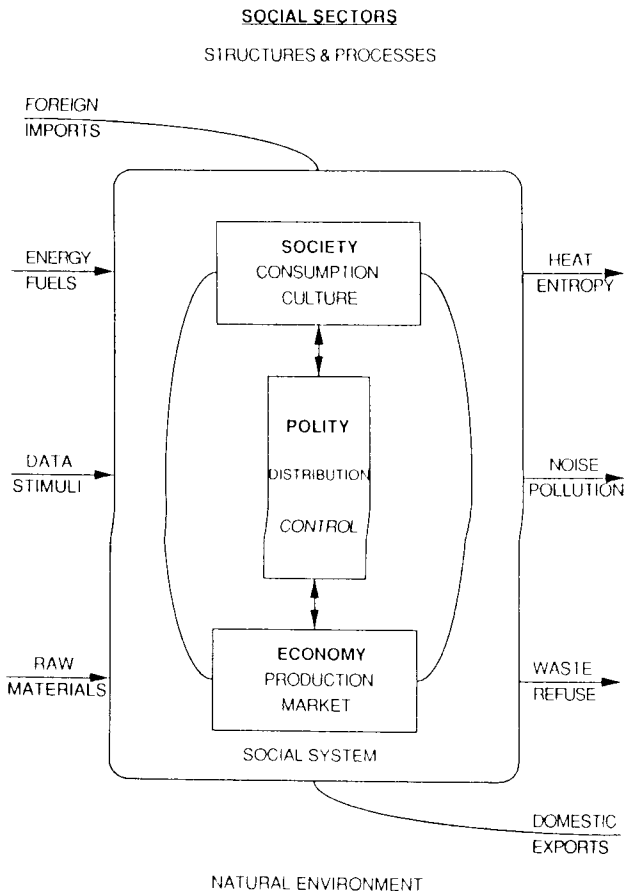 SOCIAL SECTORS
STRUCTURES & PROCESSES
FOREIGN
IMPORTS
ENERGY
FUELS
DATA
STIMULI
RAW
MATERIALS
SOCIETY
CONSUMPTION
CULTURE
POLITY
DISTRIBUTION
CONTROL
ECONOMY
PRODUCTION
MARKET
SOCIAL SYSTEM
HEAT
ENTROPY
NOISE
POLLUTION
WASTE
REFUSE
DOMESTIC
EXPORTS
NATURAL ENVIRONMENT